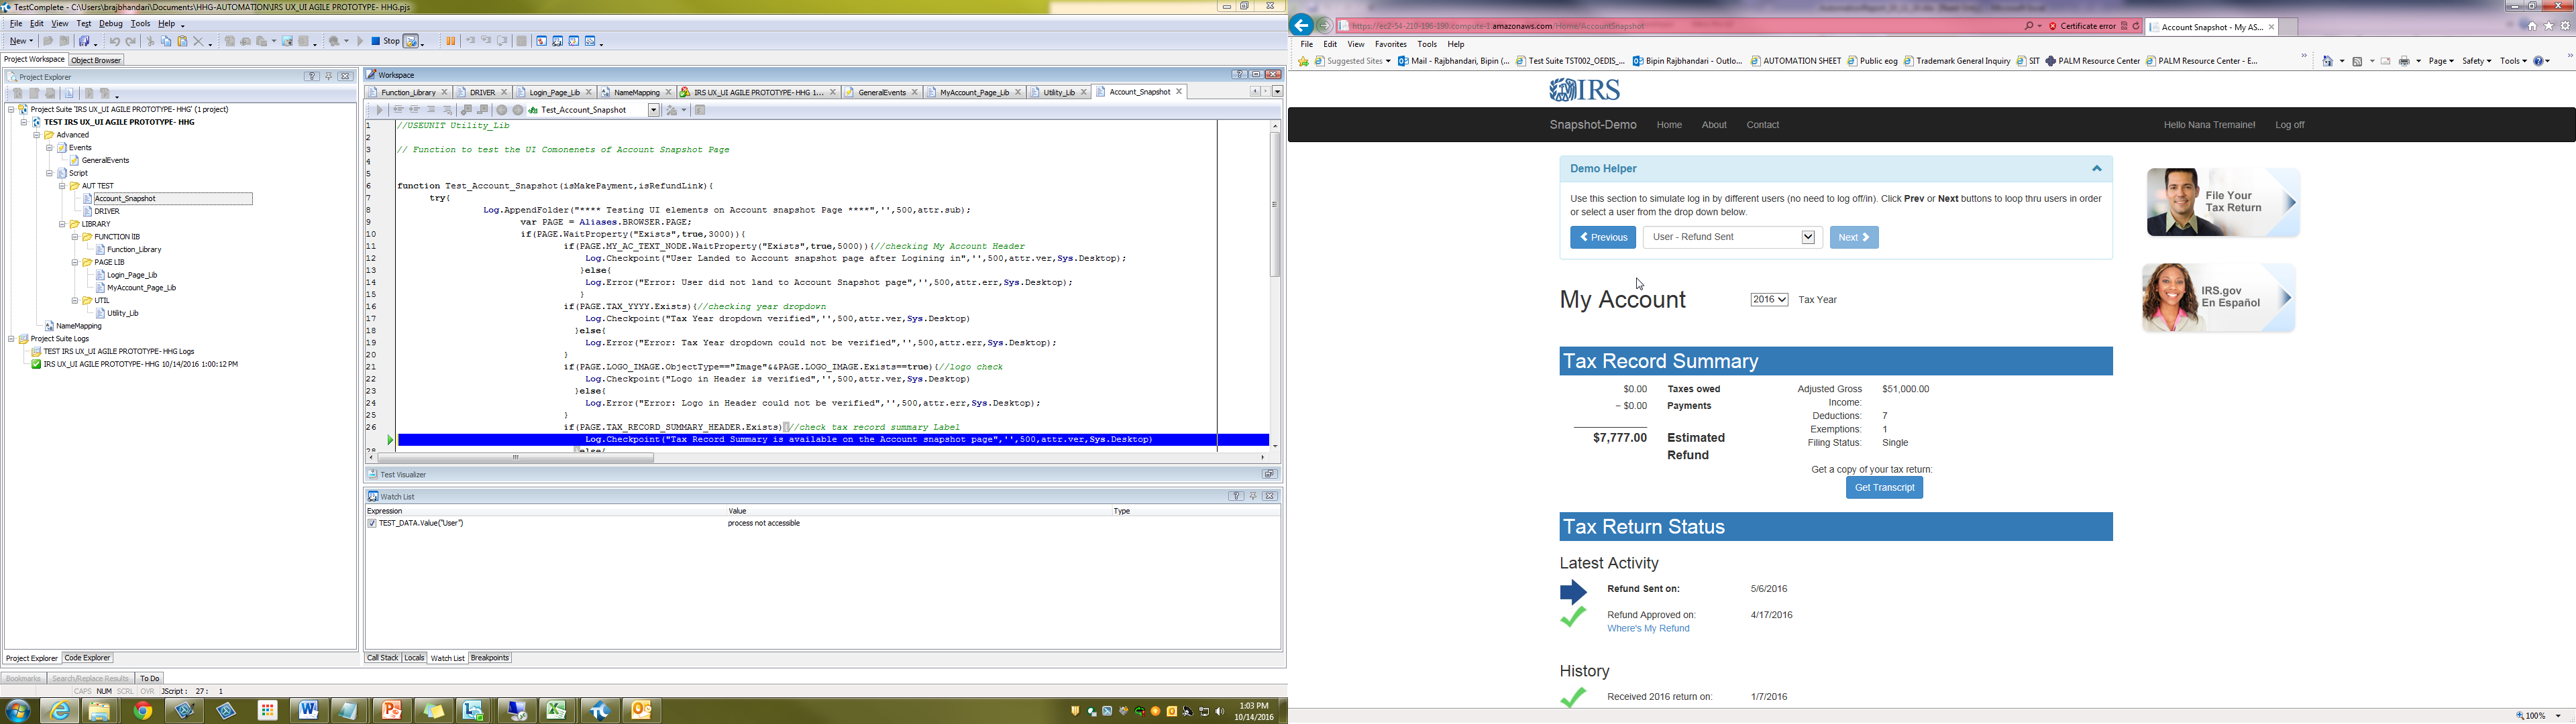 TestComplete - C:\Users\brajbhandari\Documents\HHG-AUTOMATION\IRS UX_UI AGILE PROTOTYPE- HHG.pjs
File Edit View Test Debug Tools Help
New Stop
Project Workspace Object Browser
Project Explorer
Project Suite 'IRS UX_UI AGILE PROTOTYPE-HHG' (1 project)
TEST IRS UX_UI AGILE PROTOTYPE- HHG
Advanced
Events
GeneralEvents
Script
AUT TEST
Account_Snapshot
DRIVER
LIBRARY
FUNCTION lIB
Function_Library
PAGE LIB
Login_Page_Lib
MyAccount_Page_Lib
UTIL
Utility_Lib
NameMapping
Project Suite Logs
TEST IRS UX_UI AGILE PROTOTYPE- HHG Logs
IRS UX_UI AGILE PROTOTYPE- HHG 10/14/2016 1:00:12 PM
Project Explorer Code Explorer
Workspace
Function_Library DRIVER Login_Page_Lib NameMapping IRS UX_UI AGILE PROTOTYPE- HHG 1... GeneralEvents MyAccount_Page_Lib Utility_Lib Account_Snapshot
Test_Account_Snapshot
1 //USEUNIT Utility_Lib
2
3 // Function to test the UI Comonenets of Account Snapshot Page
4
5
6 function Test_Account_Snapshot(isMakePayment,isRefundLink){
7 try{
8 Log.AppendFolder("**** Testing UI elements on Account snapshot Page ****",'',500,attr.sub);
9 var PAGE = Aliases.BROWSER.PAGE;
10 if(PAGE.WaitProperty("Exists",true,3000)){
11 if(PAGE.MY_AC_TEXT_NODE.WaitProperty("Exists",true,5000)){//checking My Account Header
12 Log.Checkpoint("User Landed to Account snapshot page after Logining in",'',500,attr.ver,Sys.Desktop);
13 }else{
14 Log.Error("Error: User did not land to Account Snapshot page",'',500,attr.err,Sys.Desktop);
15 }
16 if(PAGE.TAX_YYYY.Exists){//checking year dropdown
17 Log.Checkpoint("Tax Year dropdown verified",'',500,attr.ver,Sys.Desktop)
18 }else{
19 Log.Error("Error: Tax Year dropdown could not be verified",'',500,attr.err,Sys.Desktop);
20 }
21 if(PAGE.LOGO_IMAGE.ObjectType=="Image"&&PAGE.LOGO_IMAGE.Exists==true){//logo check
22 Log.Checkpoint("Logo in Header is verified",'',500,attr.ver,Sys.Desktop)
23 }else{
24 Log.Error("Error: Logo in Header could not be verified",'',500,attr.err,Sys.Desktop);
25 }
26 if(PAGE.TAX_RECORD_SUMMARY_HEADER.Exists){//check tax record summary Label
Log.Checkpoint("Tax Record Summary is available on the Account snapshot page",'',500,attr.ver,Sys.Desktop)
28 }else{
Test Visualizer
Watch List
Expression Value Type
TEST_DATA.Value("User") process not accessible
Call Stack Locals Watch List Breakpoints
Bookmarks Search/Replace Results To Do
CAPS NUM SCRL OVR JScript: 27: 1
1:03 PM
10/14/2016
https://ec2-54-210-196-190.compute-1.amazonaws.com/Home/AccountSnapshot
Certificate error
Account Snapshot - My AS...
File Edit View Favorites Tools Help
Suggested Sites Mail - Rajbhandari, Bipin (... Test Suite TST002_OEDIS_... Bipin Rajbhandari - Outlo... AUTOMATION SHEET Public eog Trademark General Inquiry SIT PALM Resource Center PALM Resource Center - E...
Page Safety Tools
IRS
Snapshot-Demo Home About Contact Hello Nana Tremaine! Log off
Demo Helper
Use this section to simulate log in by different users (no need to log off/in). Click Prev or Next buttons to loop thru users in order
or select a user from the drop down below.
Previous User - Refund Sent Next
File Your
Tax Return
IRS.gov
En Español
My Account 2016 Tax Year
Tax Record Summary
$0.00 Taxes owed
− $0.00 Payments
$7,777.00 Estimated
Refund
Adjusted Gross $51,000.00
Income:
Deductions: 7
Exemptions: 1
Filing Status: Single
Get a copy of your tax return:
Get Transcript
Tax Return Status
Latest Activity
Refund Sent on: 5/6/2016
Refund Approved on: 4/17/2016
Where's My Refund
History
Received 2016 return on: 1/7/2016
100%